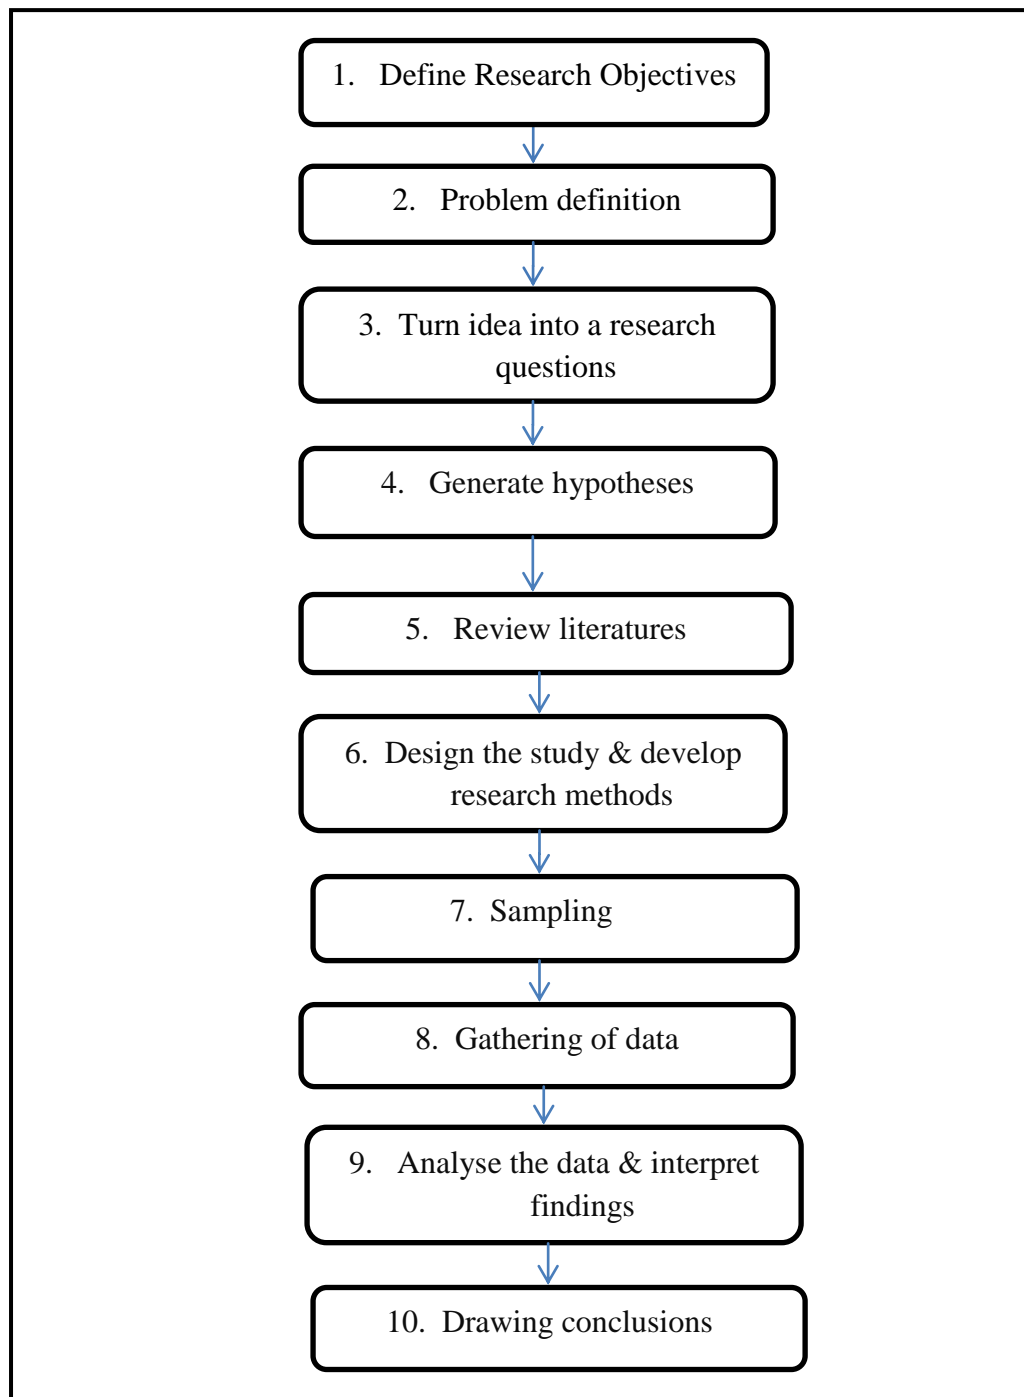 1. Define Research Objectives
2. Problem definition
3. Turn idea into a research
questions
4. Generate hypotheses
5. Review literatures
6. Design the study & develop
research methods
7. Sampling
8. Gathering of data
9. Analyse the data & interpret
findings
10. Drawing conclusions